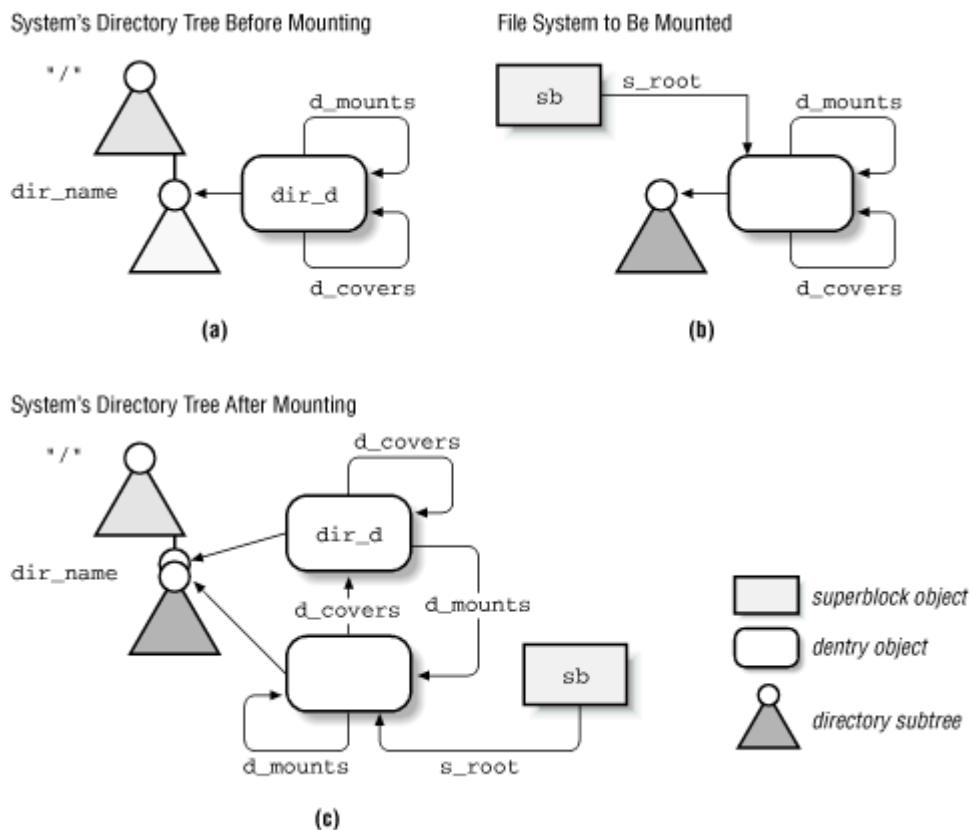 System's Directory Tree Before Mounting
"/"
d_mounts
dir_name
dir_d
d_covers
(a)
File System to Be Mounted
sb
s_root
d_mounts
d_covers
(b)
System's Directory Tree After Mounting
"/"
d_covers
dir_d
dir_name
d_covers
d_mounts
sb
d_mounts
s_root
(c)
superblock object
dentry object
directory subtree